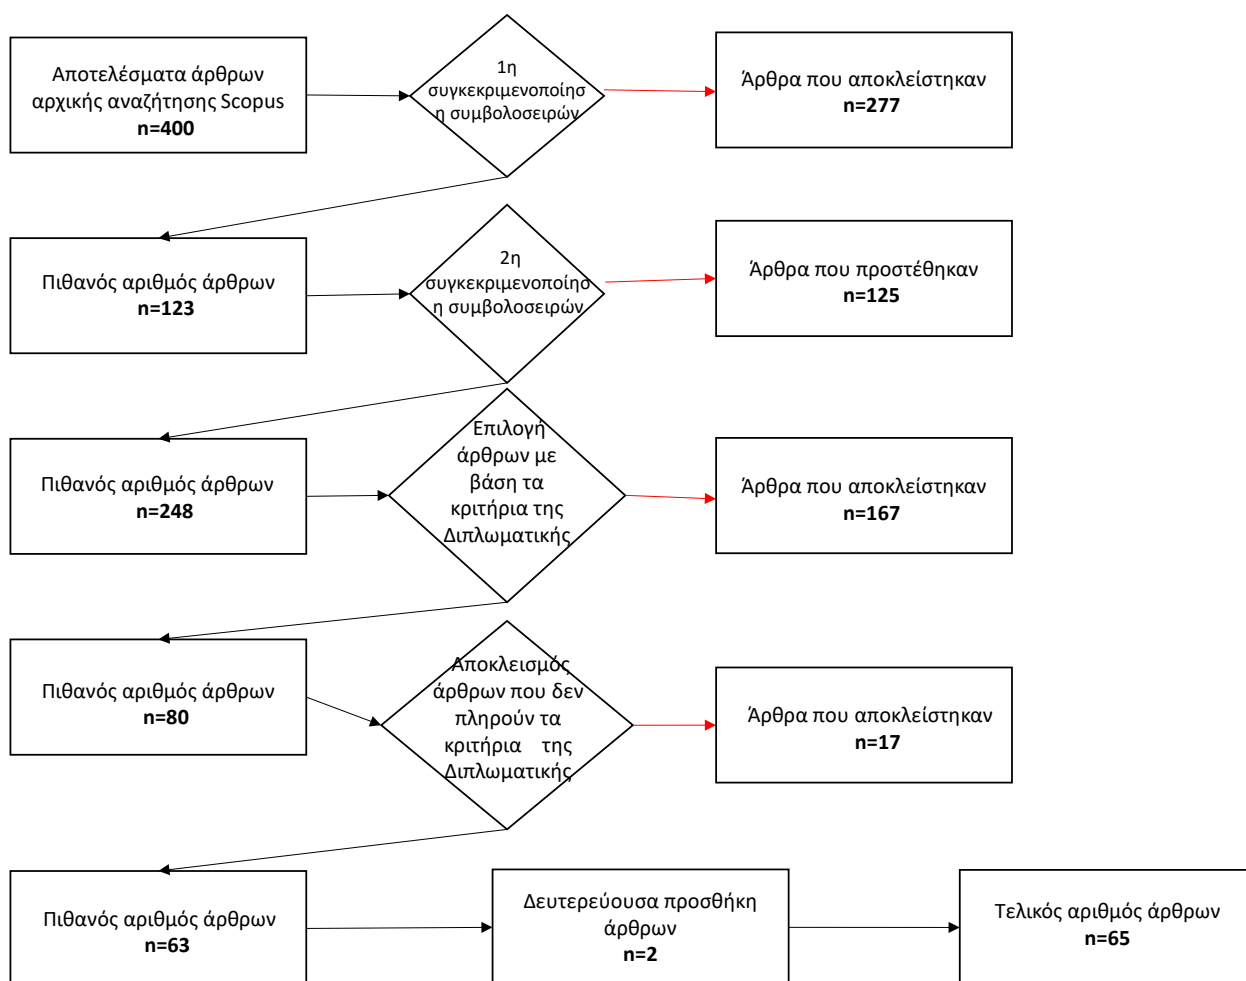 Αποτελέσματα άρθρων
αρχικής αναζήτησης Scopus
n=400
1η
συγκεκριμενοποίησ
η συμβολοσειρών
Άρθρα που αποκλείστηκαν
n=277
Πιθανός αριθμός άρθρων
n=123
2η
συγκεκριμενοποίησ
η συμβολοσειρών
Άρθρα που προστέθηκαν
n=125
Πιθανός αριθμός άρθρων
n=248
Επιλογή
άρθρων με
βάση τα
κριτήρια της
Διπλωματικής
Άρθρα που αποκλείστηκαν
n=167
Πιθανός αριθμός άρθρων
n=80
Αποκλεισμός
άρθρων που δεν
πληρούν τα
κριτήρια της
Διπλωματικής
Άρθρα που αποκλείστηκαν
n=17
Πιθανός αριθμός άρθρων
n=63
Δευτερεύουσα προσθήκη
άρθρων
n=2
Τελικός αριθμός άρθρων
n=65